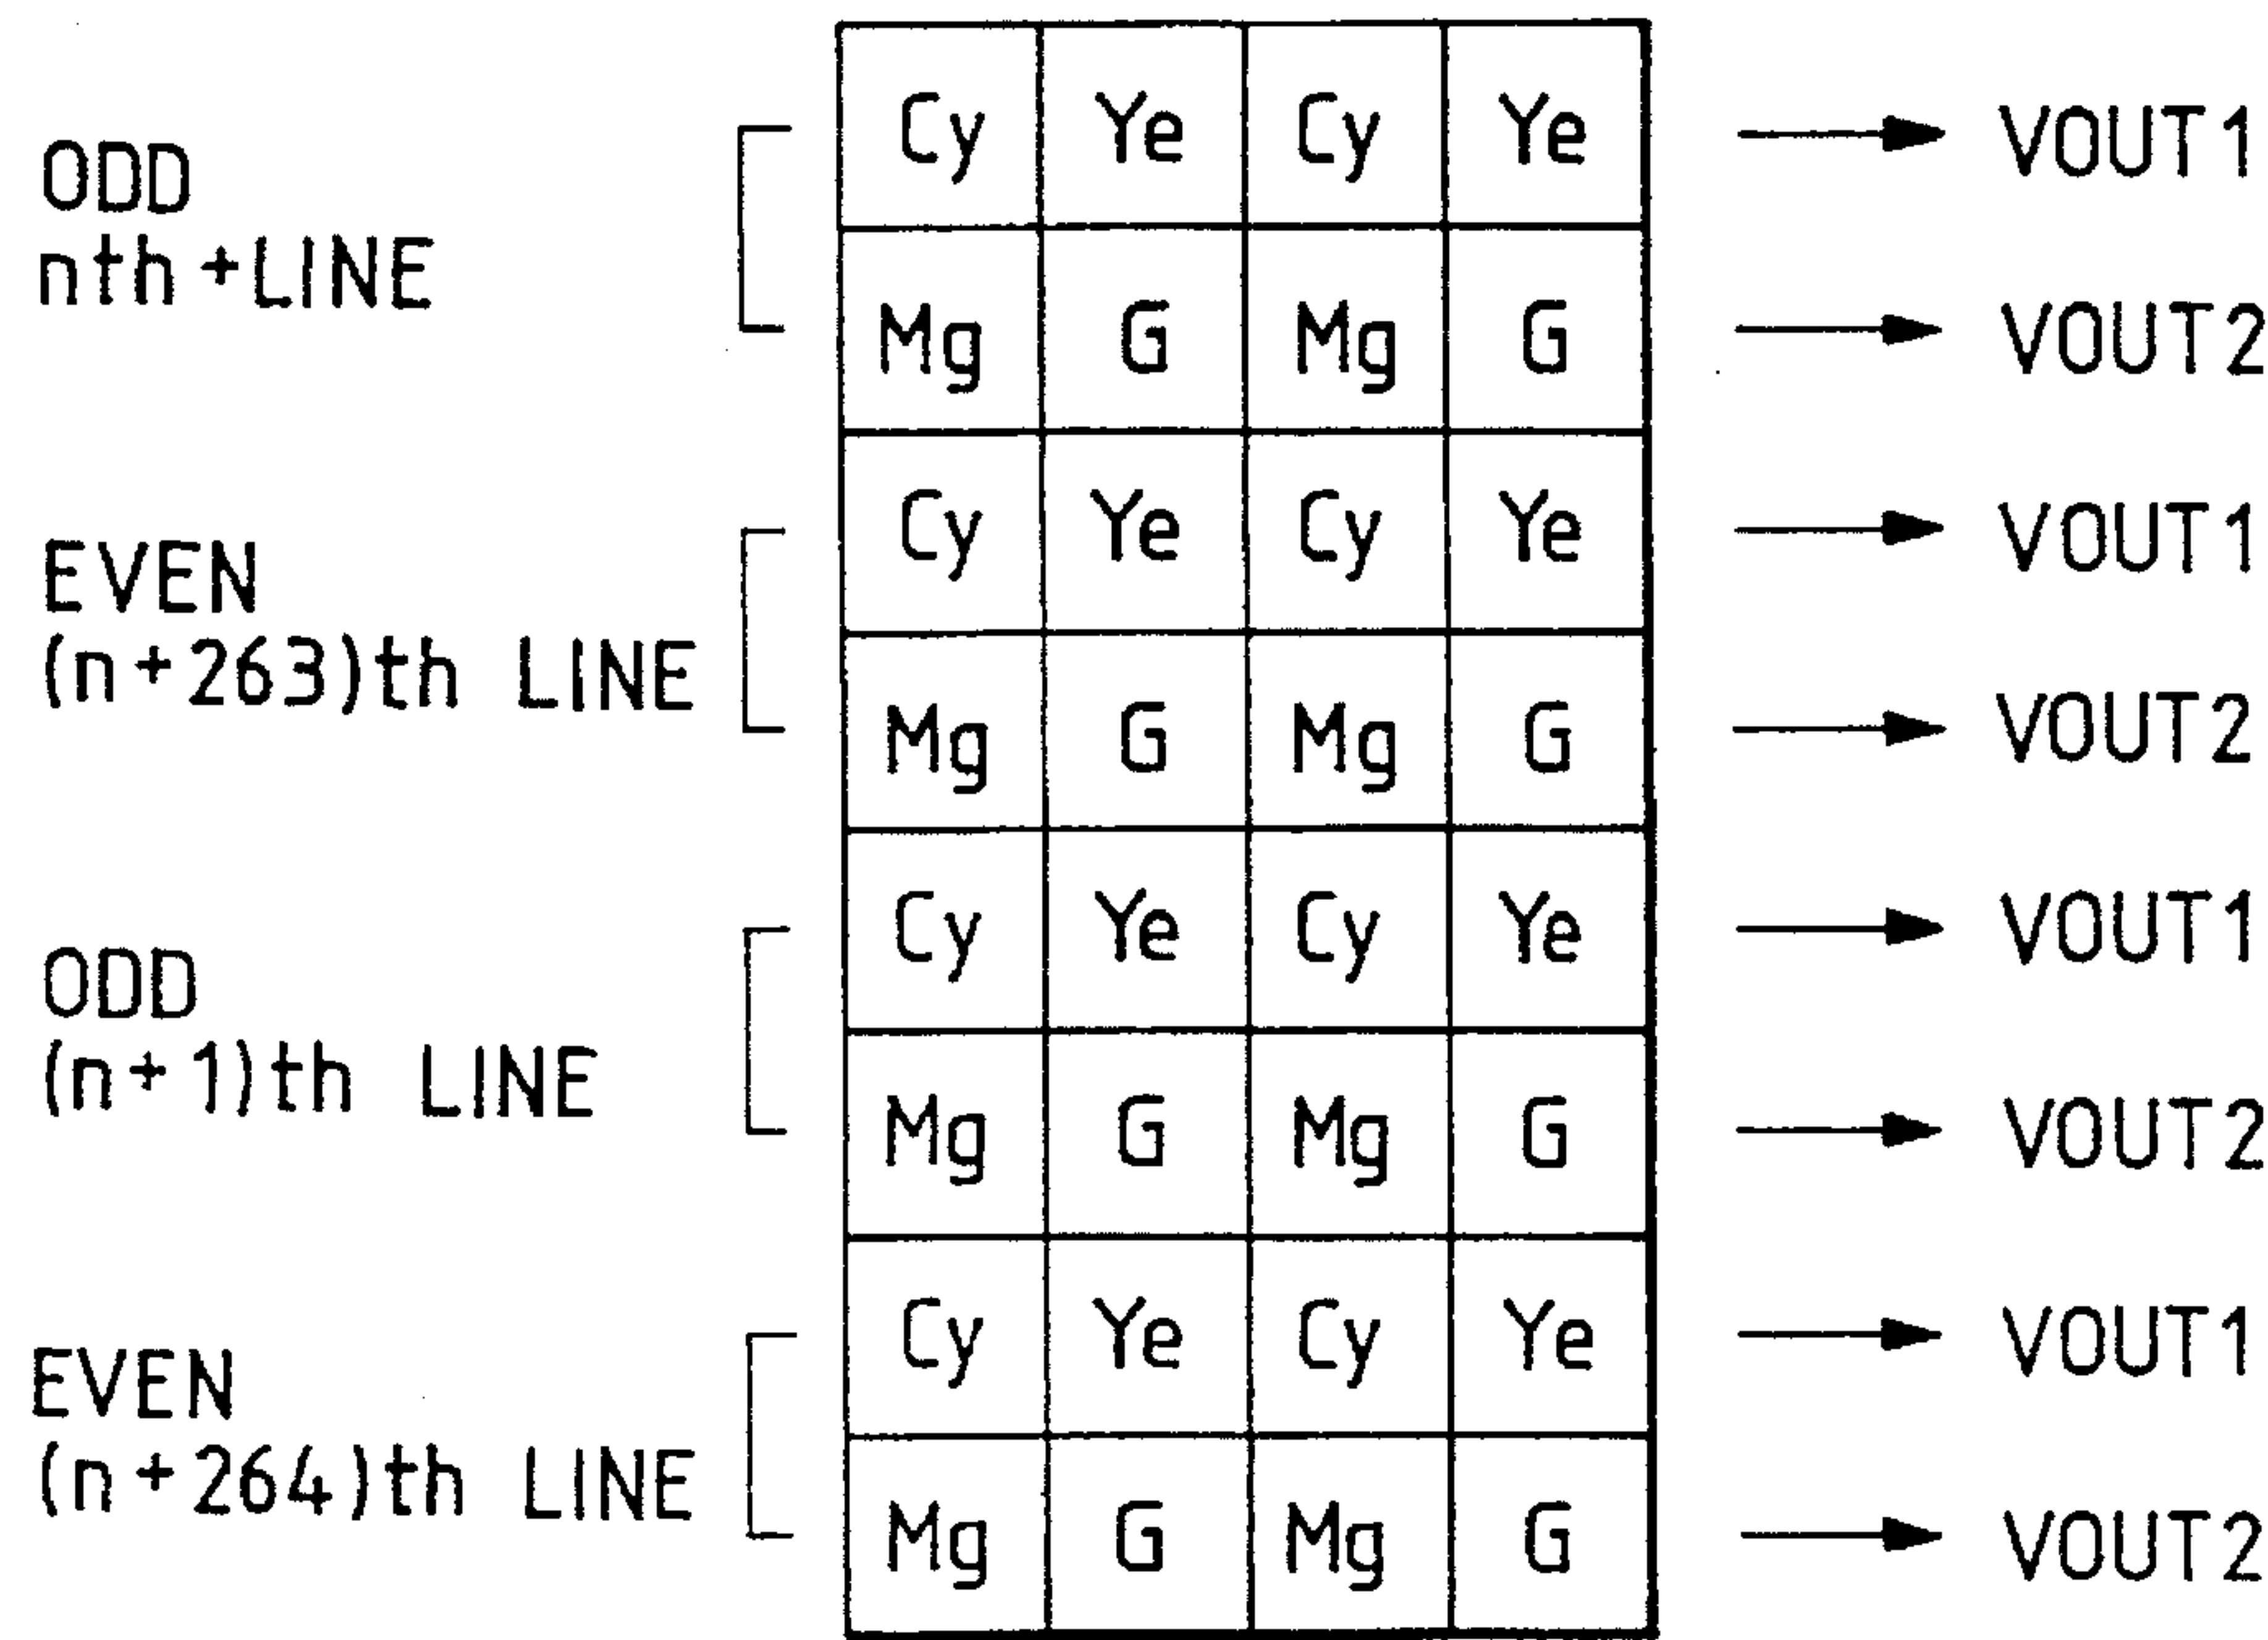 Cy Ye Cy Ye → VOUT1
ODD
nth+LINE
Mg G Mg G → VOUT2
Cy Ye Cy Ye → VOUT1
EVEN
(n+263)th LINE
Mg G Mg G → VOUT2
Cy Ye Cy Ye → VOUT1
ODD
(n+1)th LINE
Mg G Mg G → VOUT2
Cy Ye Cy Ye → VOUT1
EVEN
(n+264)th LINE
Mg G Mg G → VOUT2